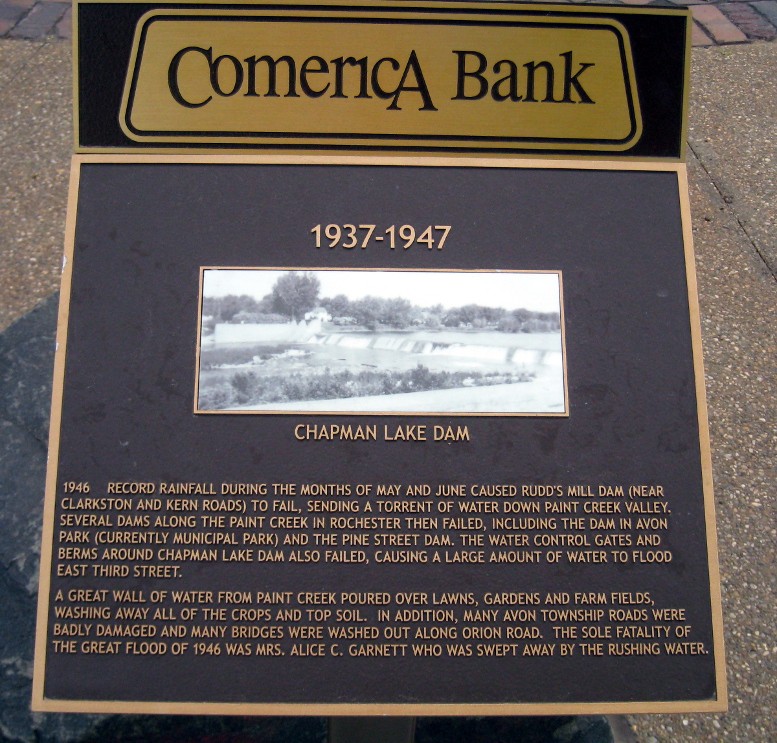 ComericA Bank
1937-1947
CHAPMAN LAKE DAM
1946 RECORD RAINFALL DURING THE MONTHS OF MAY AND JUNE CAUSED RUDD'S MILL DAM (NEAR
CLARKSTON AND KERN ROADS) TO FAIL, SENDING A TORRENT OF WATER DOWN PAINT CREEK VALLEY.
SEVERAL DAMS ALONG THE PAINT CREEK IN ROCHESTER THEN FAILED, INCLUDING THE DAM IN AVON
PARK (CURRENTLY MUNICIPAL PARK) AND THE PINE STREET DAM. THE WATER CONTROL GATES AND
BERMS AROUND CHAPMAN LAKE DAM ALSO FAILED, CAUSING A LARGE AMOUNT OF WATER TO FLOOD
EAST THIRD STREET.
A GREAT WALL OF WATER FROM PAINT CREEK POURED OVER LAWNS, GARDENS AND FARM FIELDS,
WASHING AWAY ALL OF THE CROPS AND TOP SOIL. IN ADDITION, MANY AVON TOWNSHIP ROADS WERE
BADLY DAMAGED AND MANY BRIDGES WERE WASHED OUT ALONG ORION ROAD. THE SOLE FATALITY OF
THE GREAT FLOOD OF 1946 WAS MRS. ALICE C. GARNETT WHO WAS SWEPT AWAY BY THE RUSHING WATER.